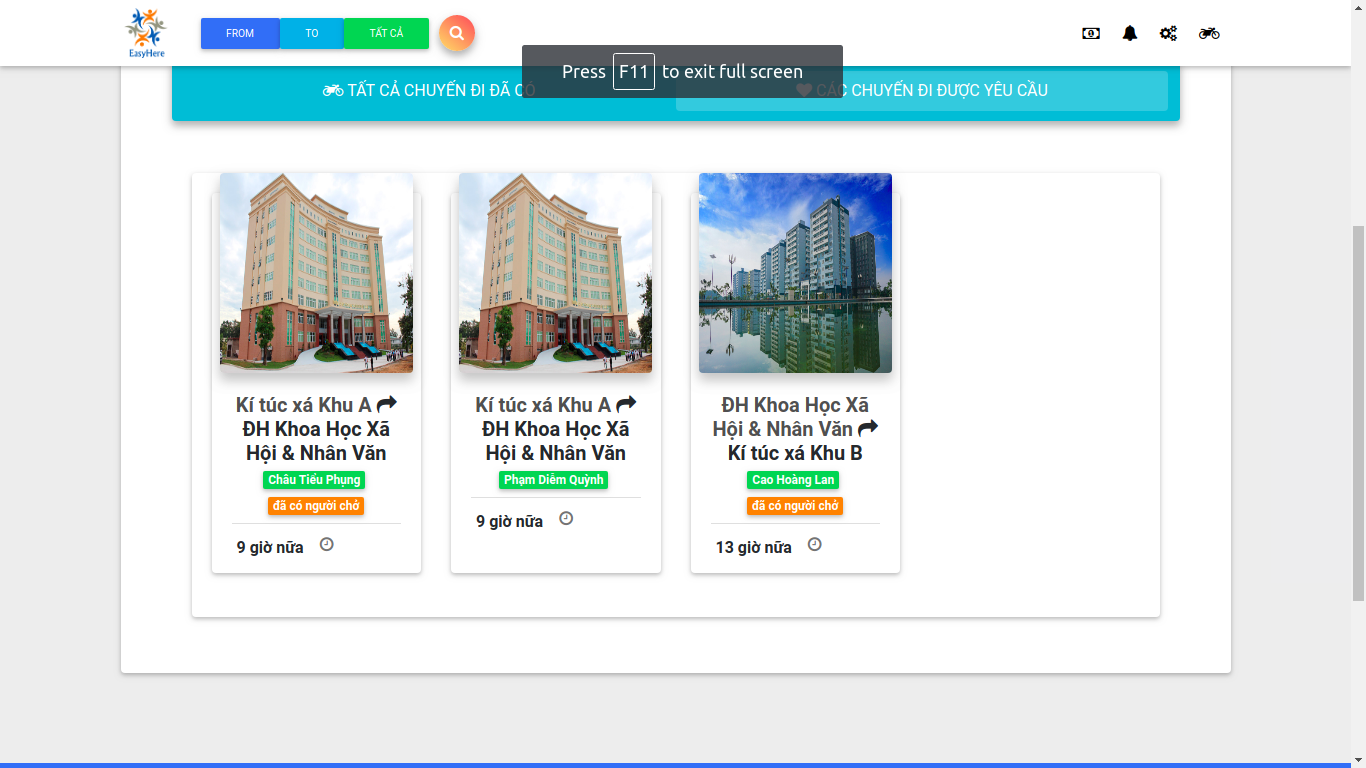 EasyHere
FROM
TO
TẤT CẢ
Press F11 to exit full screen
TẤT CẢ CHUYẾN ĐI ĐÃ CÓ
CÁC CHUYẾN ĐI ĐƯỢC YÊU CẦU
Kí túc xá Khu A
ĐH Khoa Học Xã
Hội & Nhân Văn
Châu Tiểu Phụng
đã có người chở
9 giờ nữa
Kí túc xá Khu A
ĐH Khoa Học Xã
Hội & Nhân Văn
Phạm Diễm Quỳnh
9 giờ nữa
ĐH Khoa Học Xã
Hội & Nhân Văn
Kí túc xá Khu B
Cao Hoàng Lan
đã có người chở
13 giờ nữa